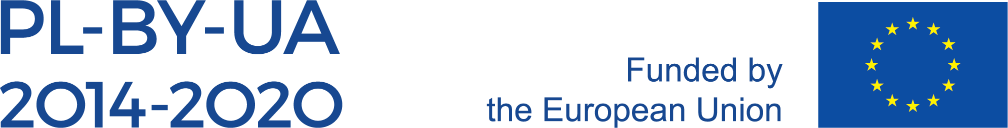 PL-BY-UA
2014-2020
Funded by
the European Union